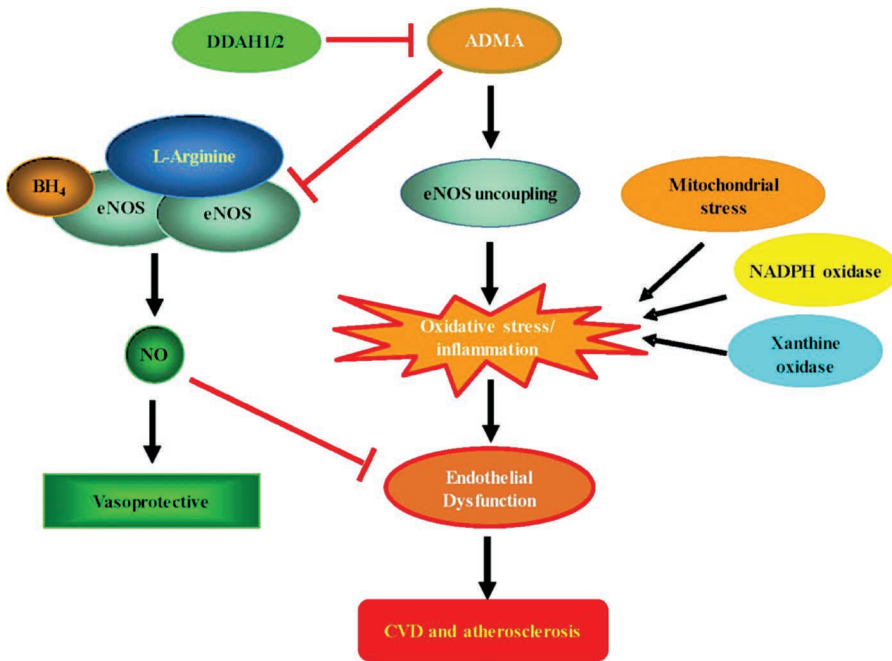 DDAH1/2
ADMA
L-Arginine
BH4
eNOS
eNOS
eNOS uncoupling
Mitochondrial
stress
NADPH oxidase
Oxidative stress/
inflammation
Xanthine
oxidase
NO
Endothelial
Dysfunction
Vasoprotective
CVD and atherosclerosis